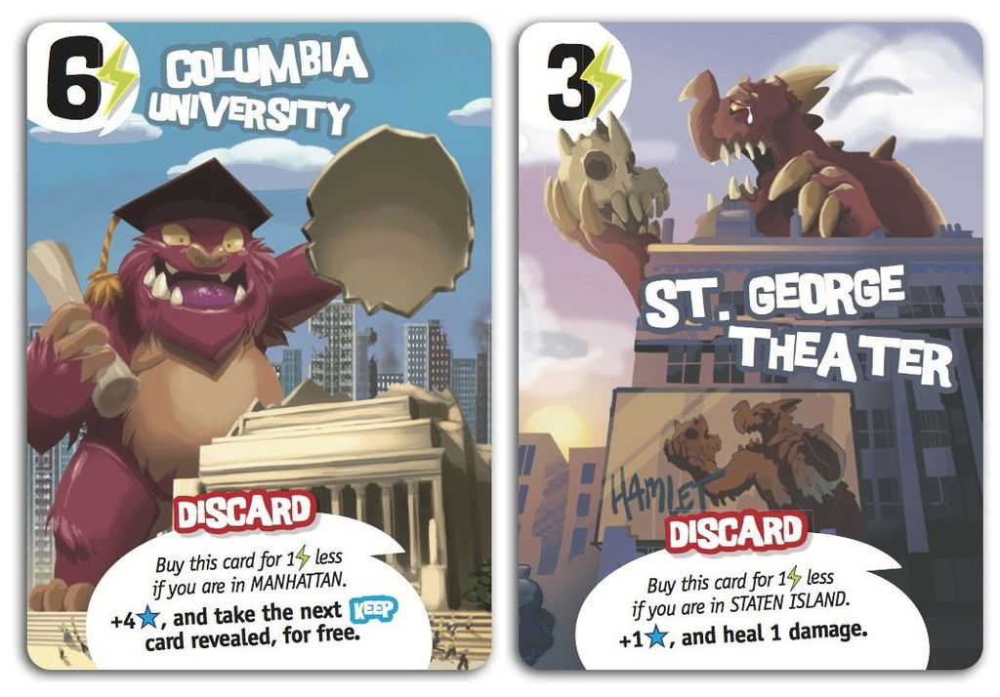 6
COLUMBIA
UNIVERSITY
DISCARD
Buy this card for 1 less
if you are in MANHATTAN.
+4, and take the next KEEP
card revealed, for free.
3
ST. GEORGE
THEATER
HAMLET
DISCARD
Buy this card for 1 less
if you are in STATEN ISLAND.
+1, and heal 1 damage.